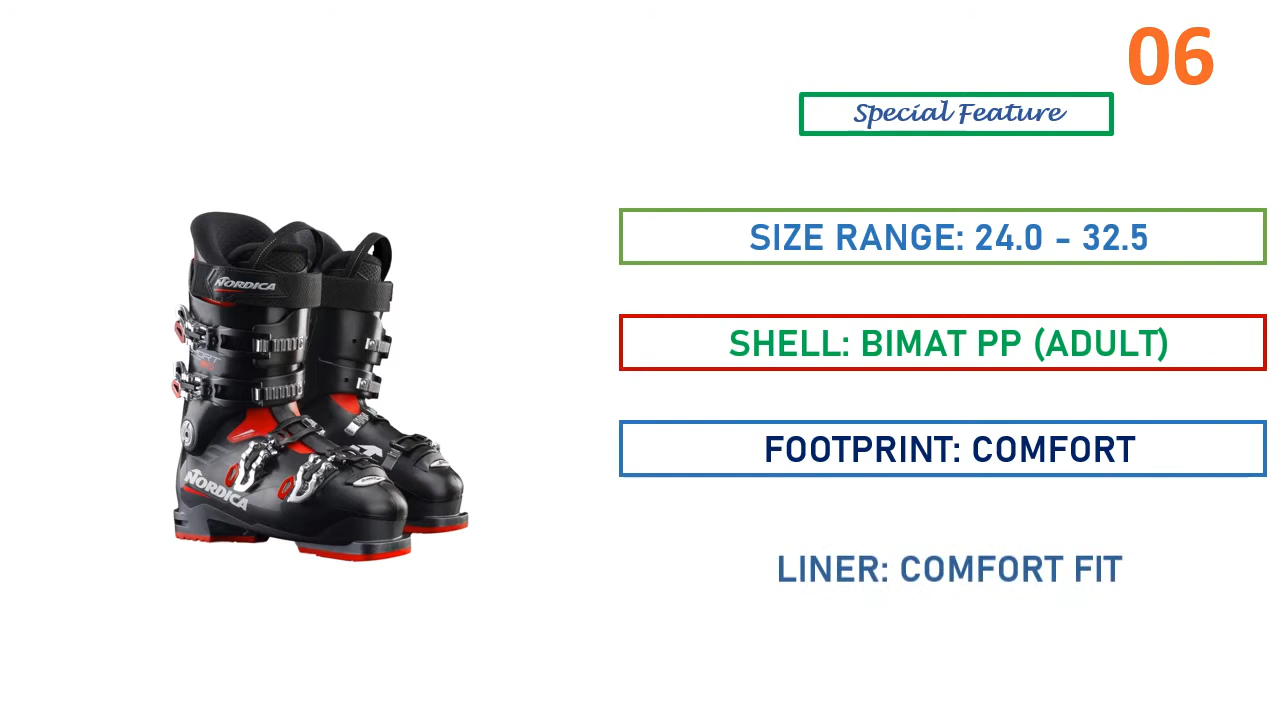 06
Special Feature
SIZE RANGE: 24.0 - 32.5
SHELL: BIMAT PP (ADULT)
FOOTPRINT: COMFORT
LINER: COMFORT FIT
NORDICA
NORDICA